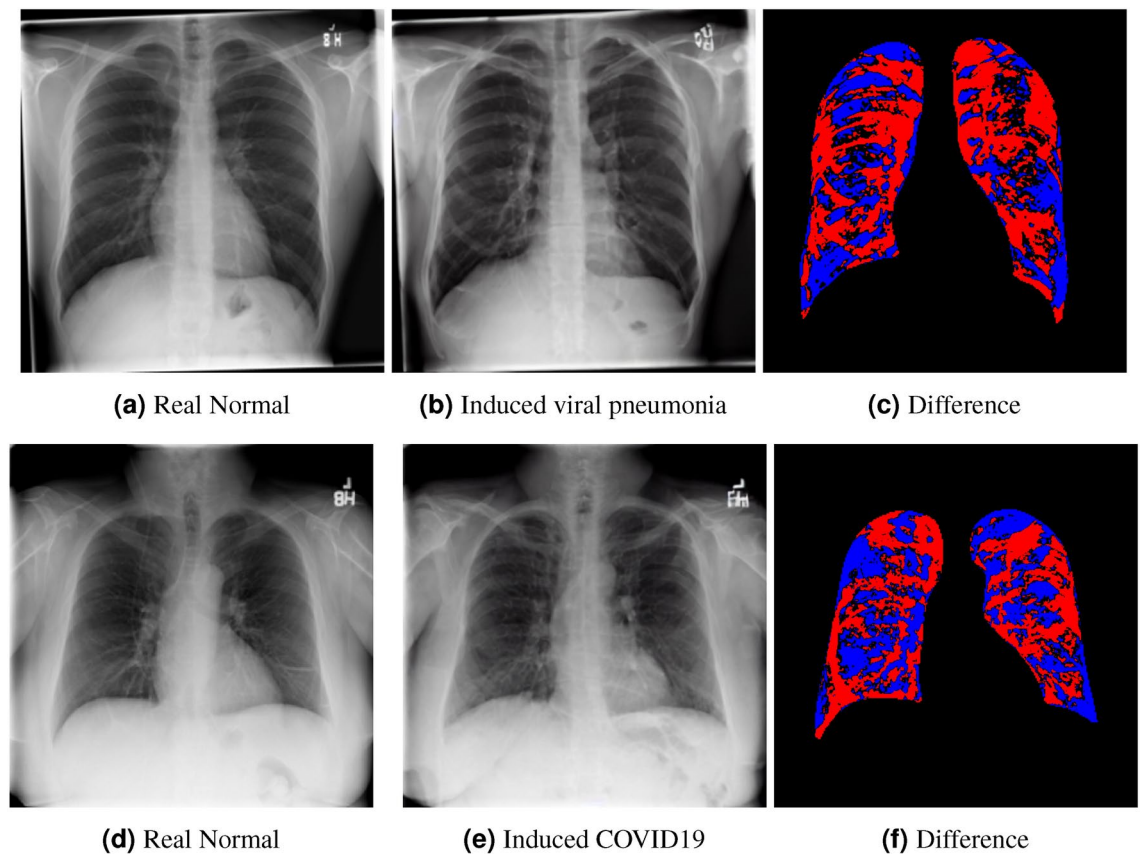 (a) Real Normal
(b) Induced viral pneumonia
(c) Difference
(d) Real Normal
(e) Induced COVID19
(f) Difference